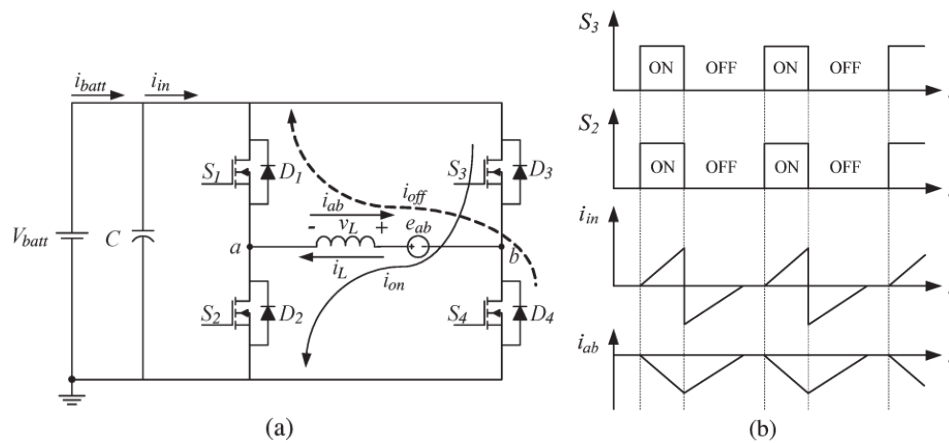 i_batt
i_in
S_1
D_1
S_3
D_3
i_off
i_ab
- v_L +
e_ab
+
V_batt
C
a
b
i_L
i_on
S_2
D_2
S_4
D_4
(a)
S_3
ON OFF ON OFF
S_2
ON OFF ON OFF
i_in
i_ab
(b)